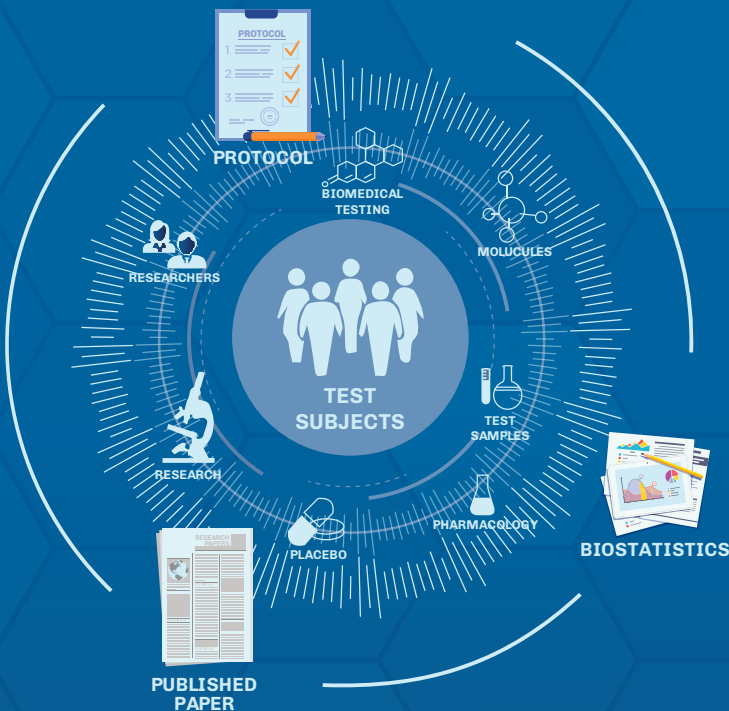 PROTOCOL
1
2
3
PROTOCOL
BIOMEDICAL
TESTING
MOLUCULES
RESEARCHERS
TEST
SUBJECTS
TEST
SAMPLES
RESEARCH
PHARMACOLOGY
PLACEBO
BIOSTATISTICS
RESEARCH
PAPERS
PUBLISHED
PAPER